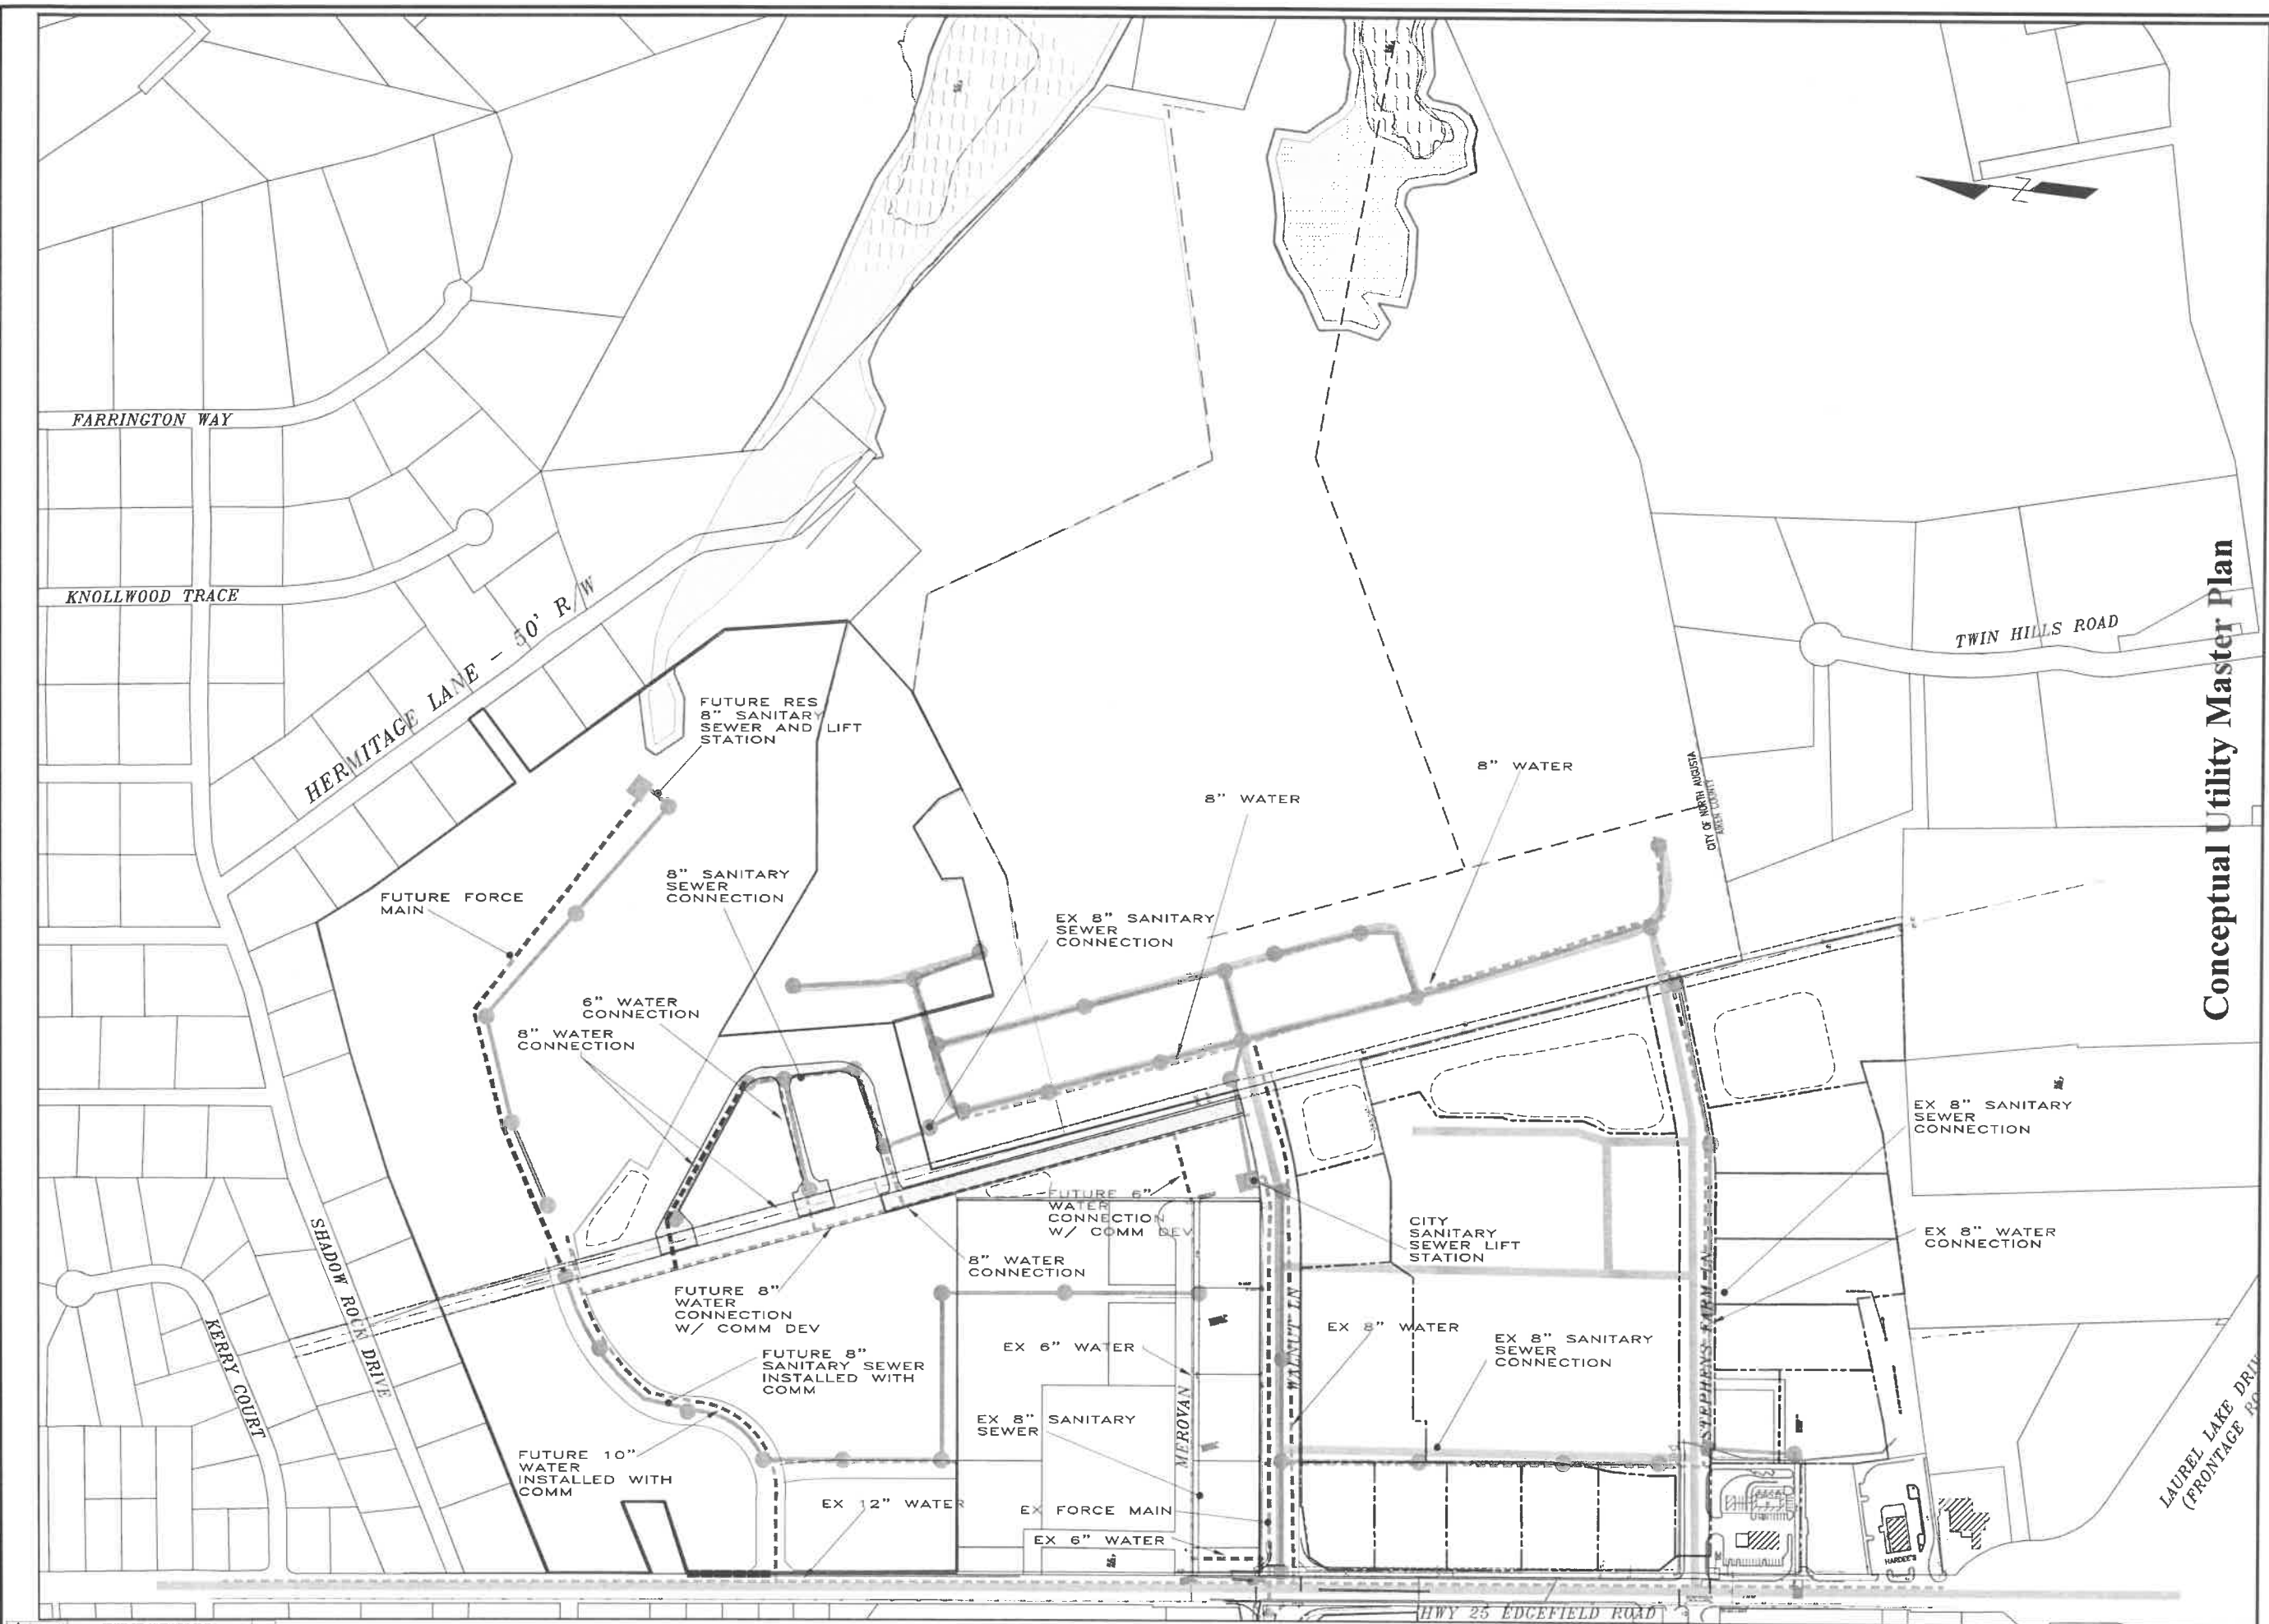 FARRINGTON WAY
KNOLLWOOD TRACE
HERMITAGE LANE - 50' R/W
TWIN HILLS ROAD
Conceptual Utility Master Plan
FUTURE RES
8" SANITARY
SEWER AND LIFT
STATION
8" WATER
8" WATER
CITY OF NORTH AUGUSTA
AIKEN COUNTY
FUTURE FORCE
MAIN
8" SANITARY
SEWER
CONNECTION
EX 8" SANITARY
SEWER
CONNECTION
6" WATER
CONNECTION
8" WATER
CONNECTION
EX 8" SANITARY
SEWER
CONNECTION
FUTURE 6"
WATER
CONNECTION
W/ COMM DEV
CITY
SANITARY
SEWER LIFT
STATION
EX 8" WATER
CONNECTION
8" WATER
CONNECTION
SHADOW ROCK DRIVE
KERRY COURT
FUTURE 8"
WATER
CONNECTION
W/ COMM DEV
EX 6" WATER
EX 8" WATER
EX 8" SANITARY
SEWER
CONNECTION
WALNUT LN
STEPHENS FARM LN
MEROVAN
FUTURE 8"
SANITARY SEWER
INSTALLED WITH
COMM
EX 8" SANITARY
SEWER
FUTURE 10"
WATER
INSTALLED WITH
COMM
EX 12" WATER
EX FORCE MAIN
EX 6" WATER
LAUREL LAKE DRIV
(FRONTAGE RO
HARDEE'S
HWY 25 EDGEFIELD ROAD